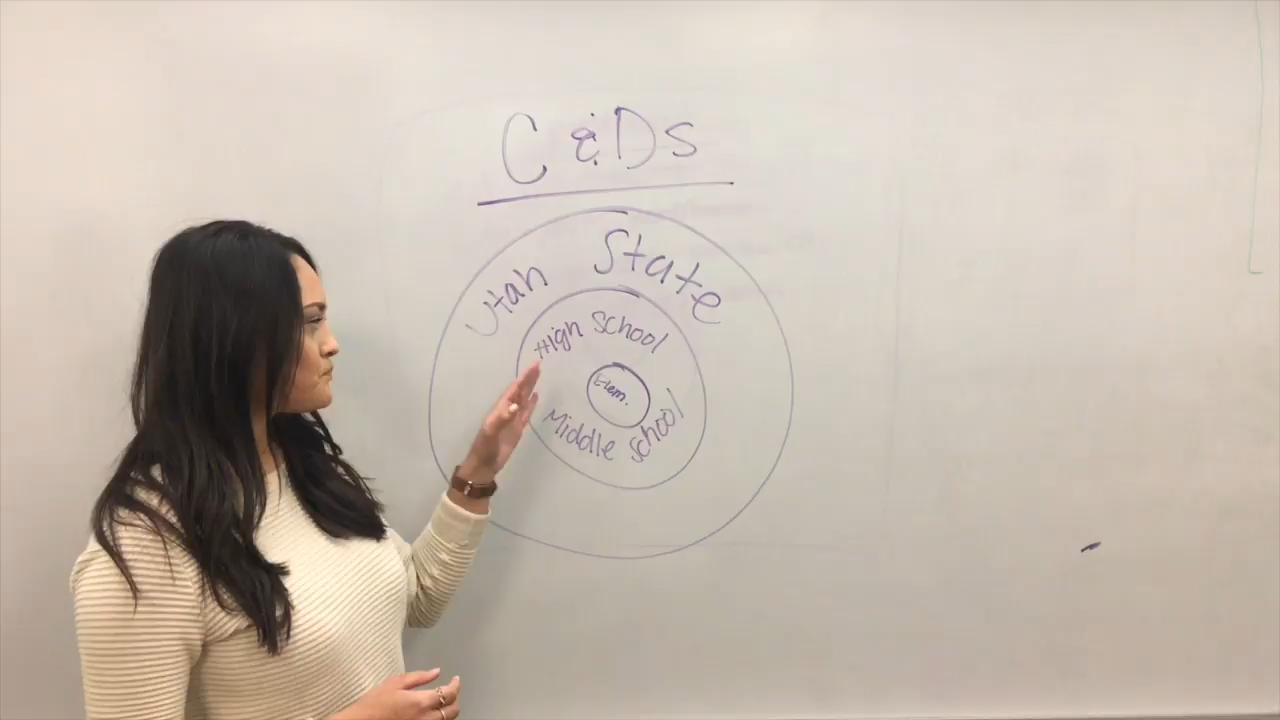 C & Ds
Utah State
High School
Elem.
Middle School